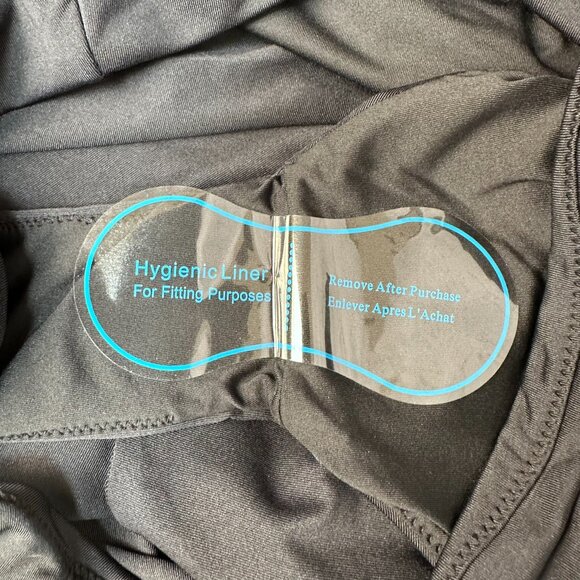 Hygienic Liner
For Fitting Purposes
Remove After Purchase
Enlever Apres L'Achat